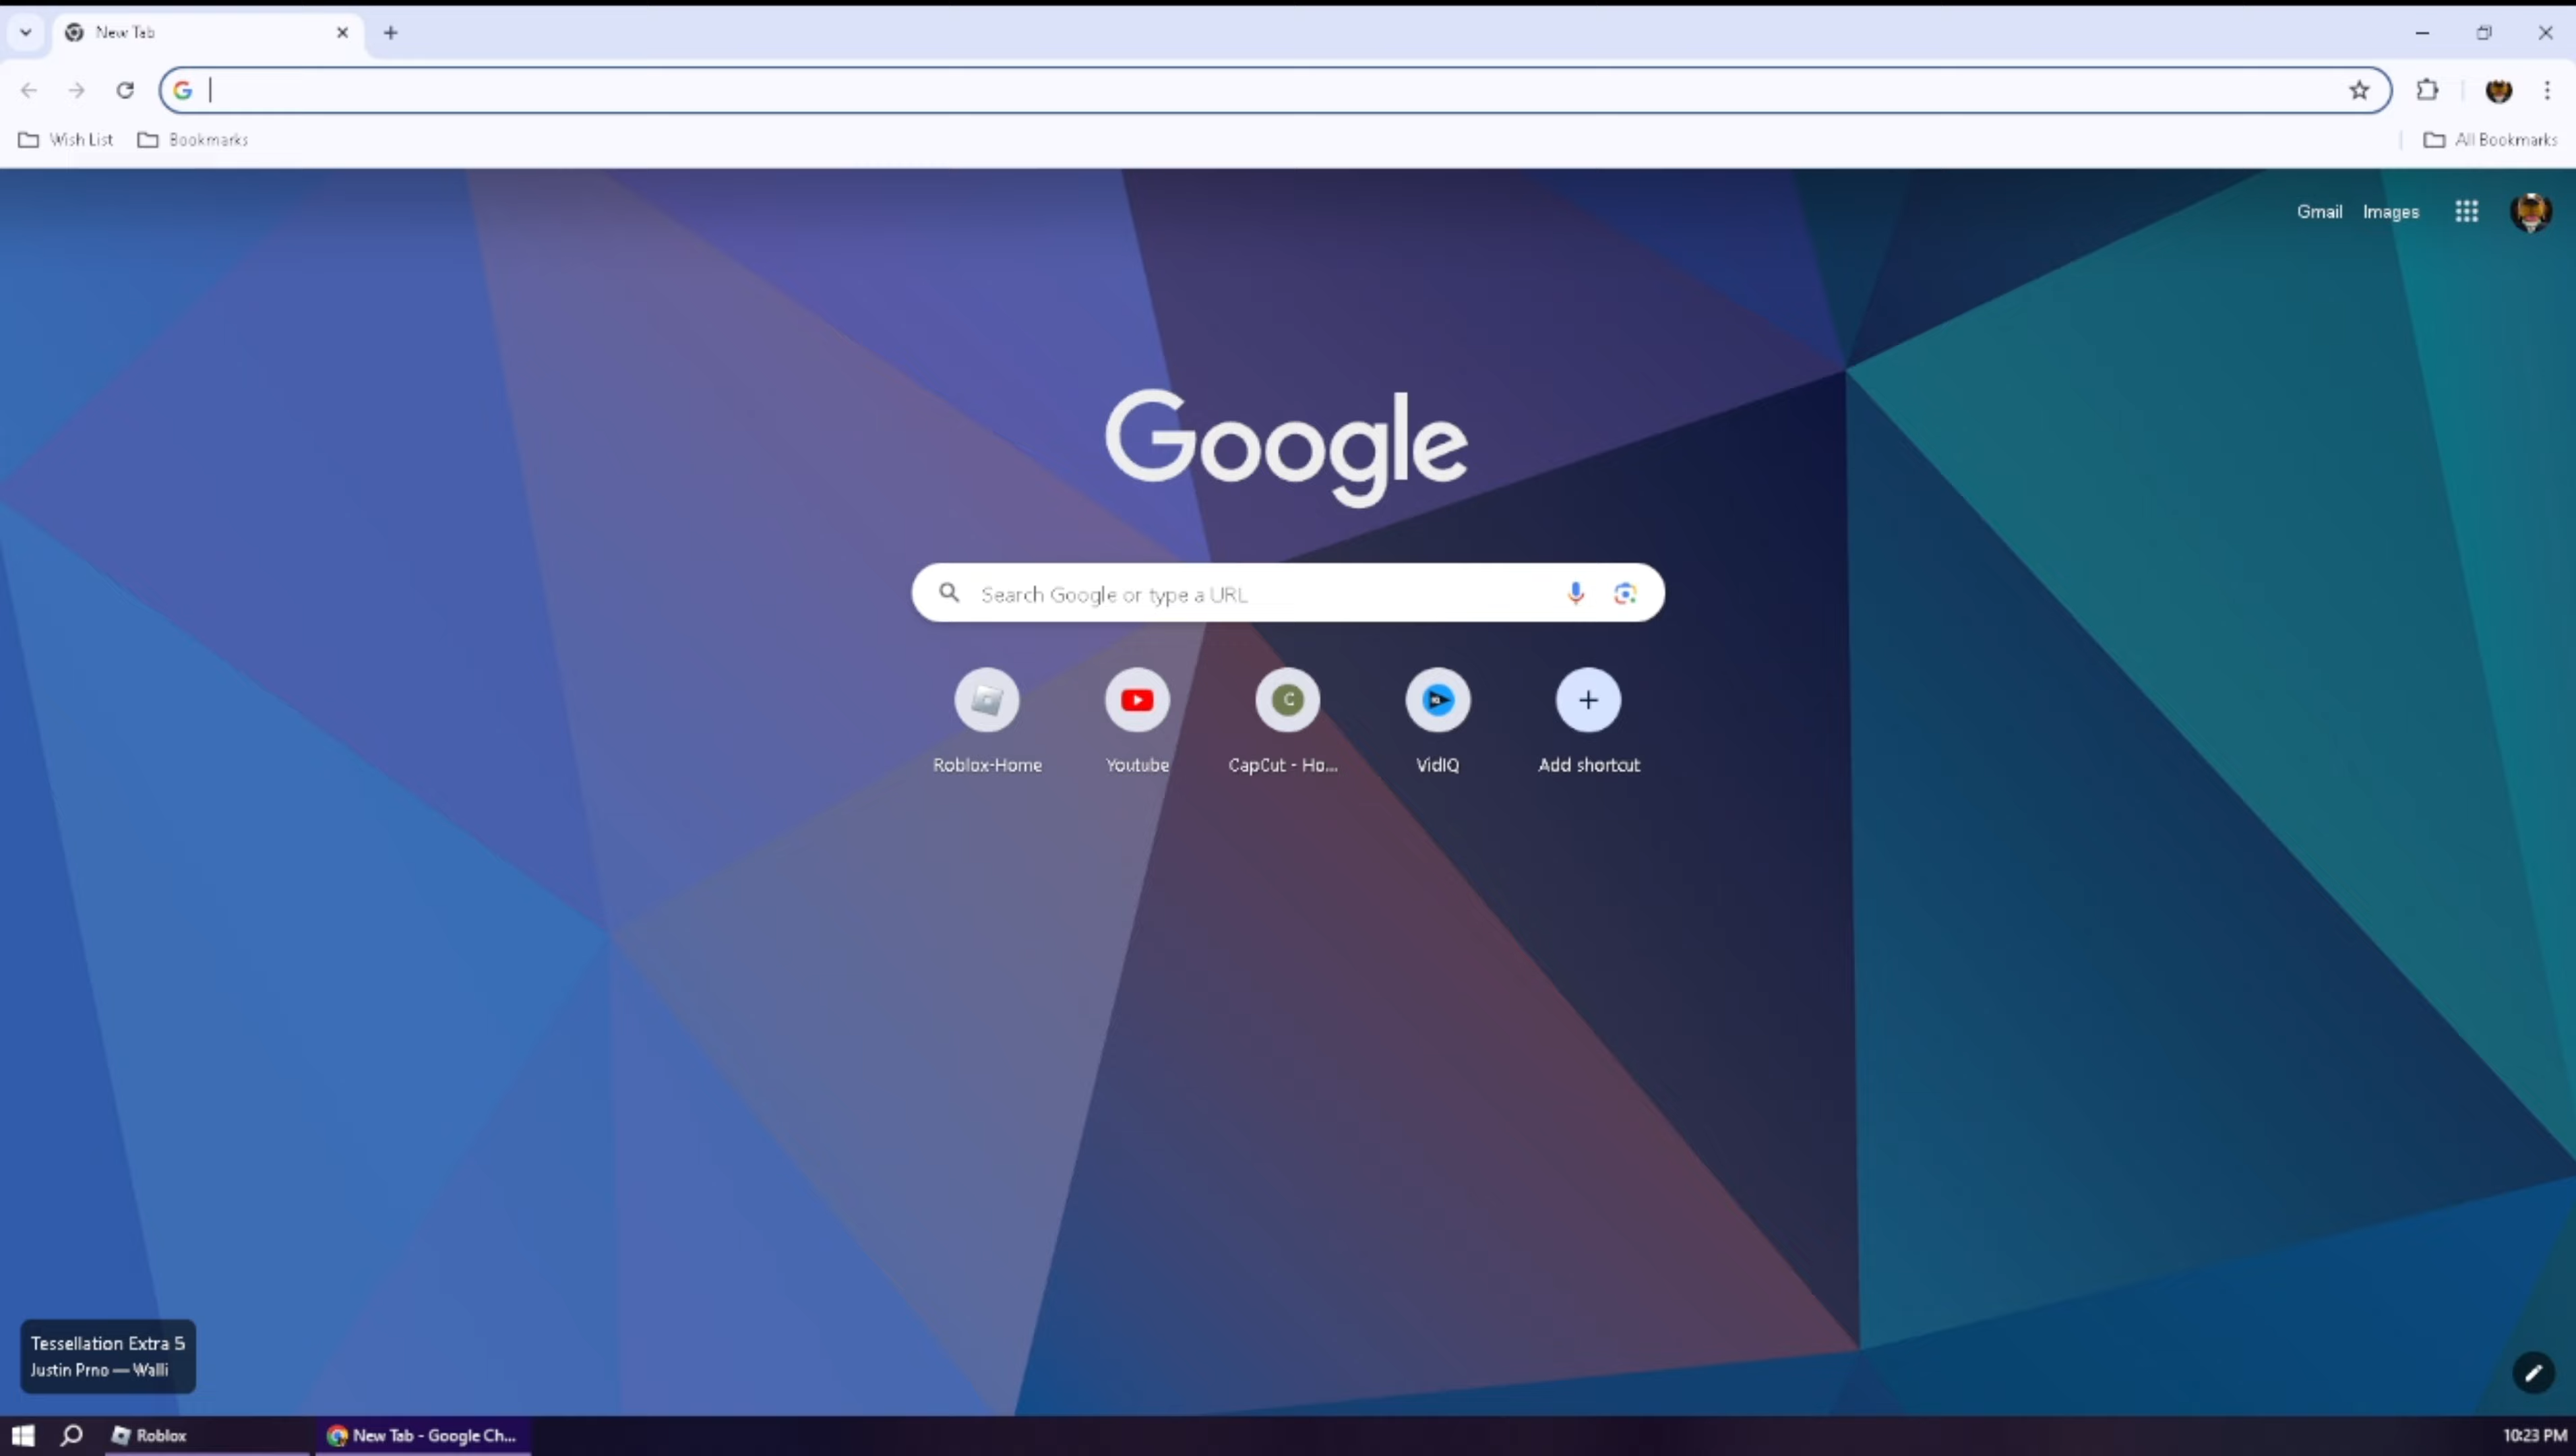 New Tab
Wish List
Bookmarks
All Bookmarks
Gmail
Images
Google
Search Google or type a URL
C
Roblox-Home
Youtube
CapCut - Ho...
VidIQ
Add shortcut
Tessellation Extra 5
Justin Prno — Walli
Roblox
New Tab - Google Ch...
10:23 PM